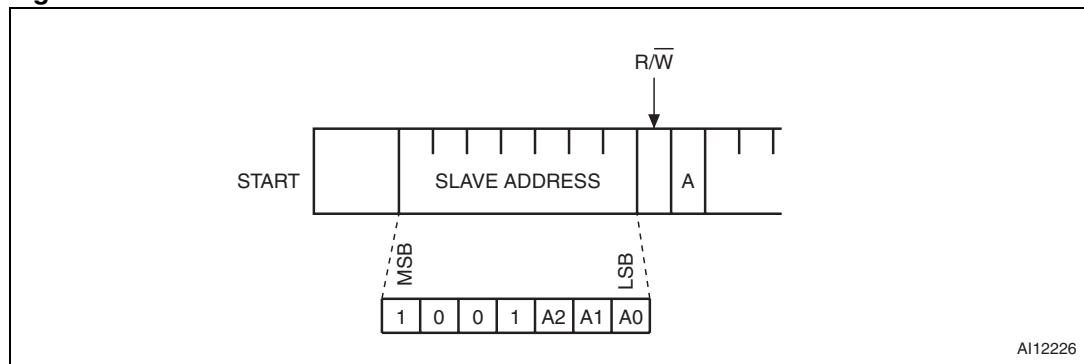 R/W̅
START
SLAVE ADDRESS
A
MSB
LSB
1 0 0 1 A2 A1 A0
AI12226